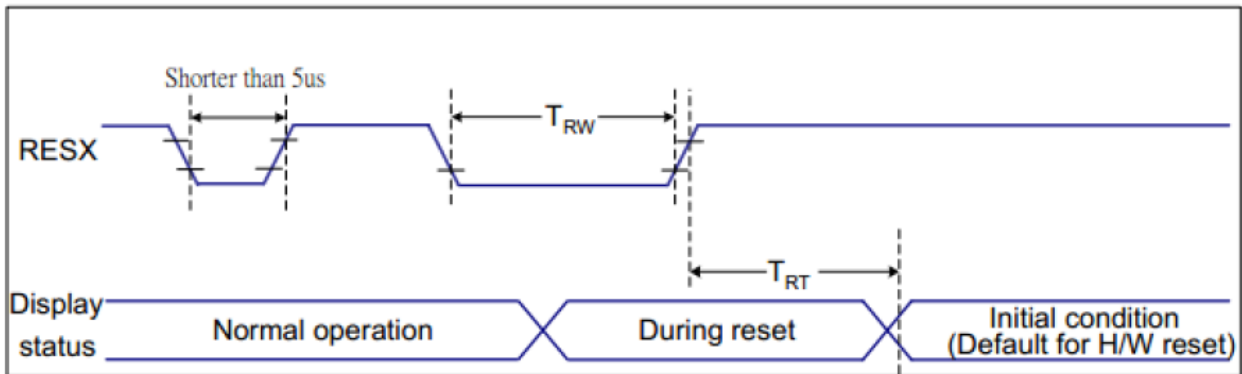 Shorter than 5us
RESX
TRW
TRT
Display
status
Normal operation
During reset
Initial condition
(Default for H/W reset)